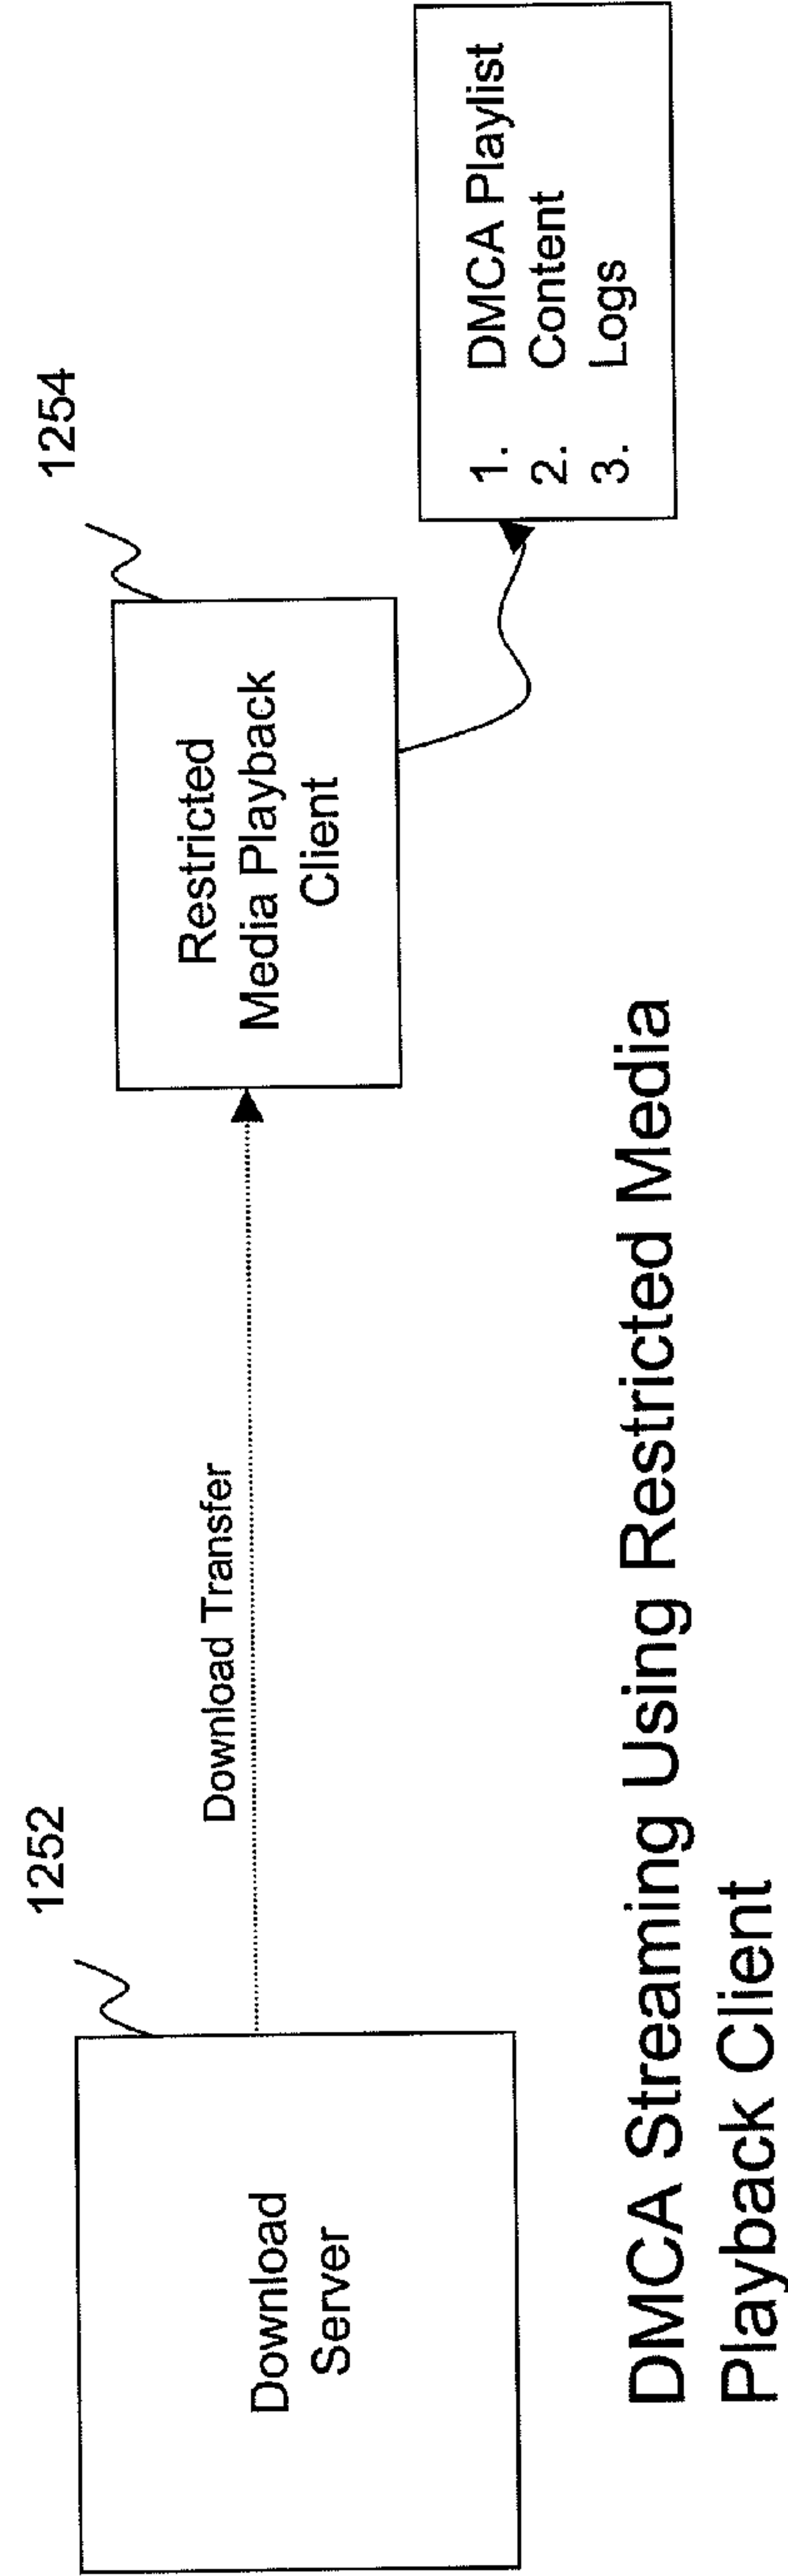 1252
1254
Download
Server
Download Transfer
Restricted
Media Playback
Client
1. DMCA Playlist
2. Content
3. Logs
DMCA Streaming Using Restricted Media
Playback Client